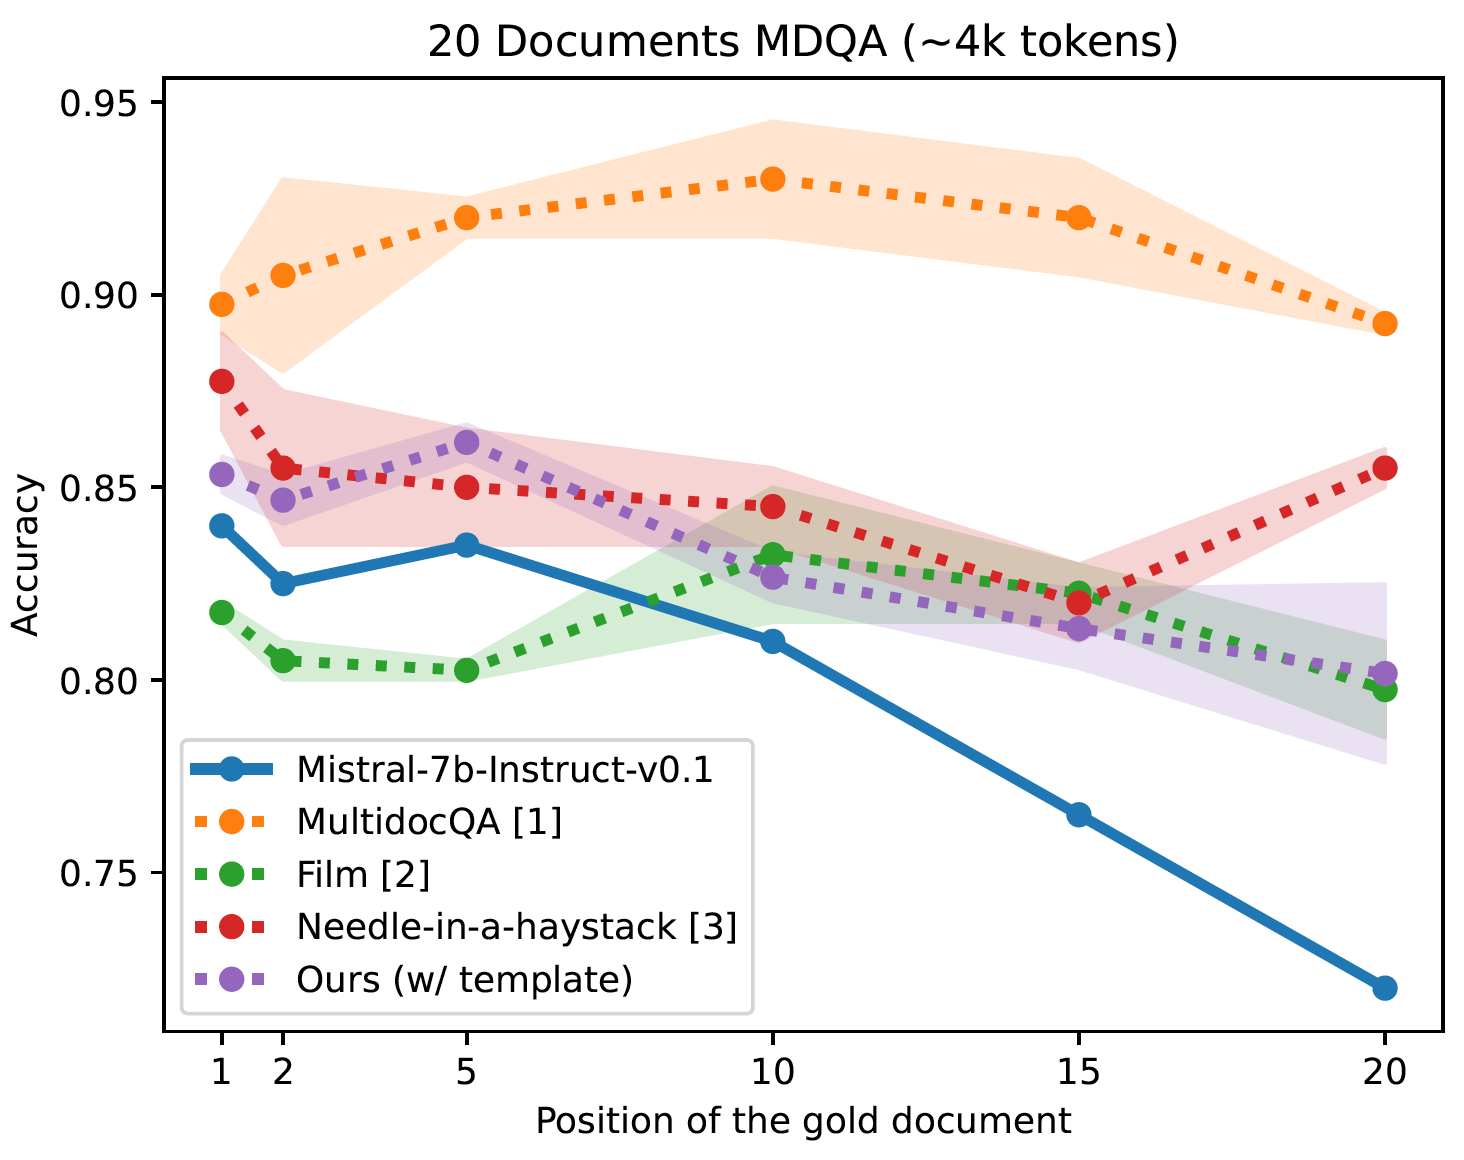 20 Documents MDQA (~4k tokens)
Accuracy
0.95
0.90
0.85
0.80
0.75
Mistral-7b-Instruct-v0.1
MultidocQA [1]
Film [2]
Needle-in-a-haystack [3]
Ours (w/ template)
1 2 5 10 15 20
Position of the gold document